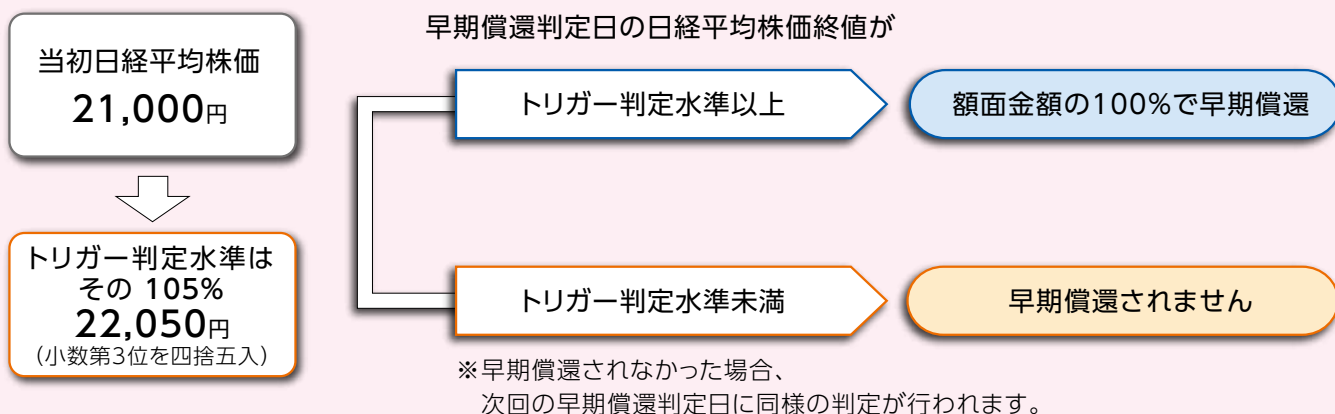 当初日経平均株価
21,000円
トリガー判定水準は
その 105%
22,050円
（小数第3位を四捨五入）
早期償還判定日の日経平均株価終値が
トリガー判定水準以上
額面金額の100%で早期償還
トリガー判定水準未満
早期償還されません
※早期償還されなかった場合、
次回の早期償還判定日に同様の判定が行われます。